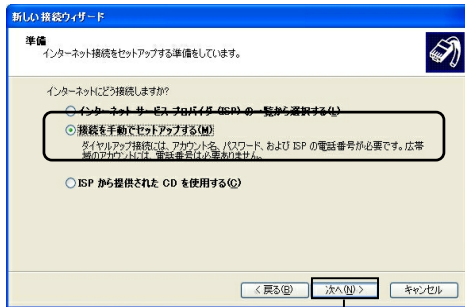 新しい接続ウィザード
準備
インターネット接続をセットアップする準備をしています。
インターネットにどう接続しますか?
インターネット サービス プロバイダ (ISP) の一覧から選択する(L)
接続を手動でセットアップする(M)
ダイヤルアップ接続には、アカウント名、パスワード、および ISP の電話番号が必要です。広帯
域のアカウントには、電話番号は必要ありません。
ISP から提供された CD を使用する(C)
< 戻る(B)
次へ(N) >
キャンセル